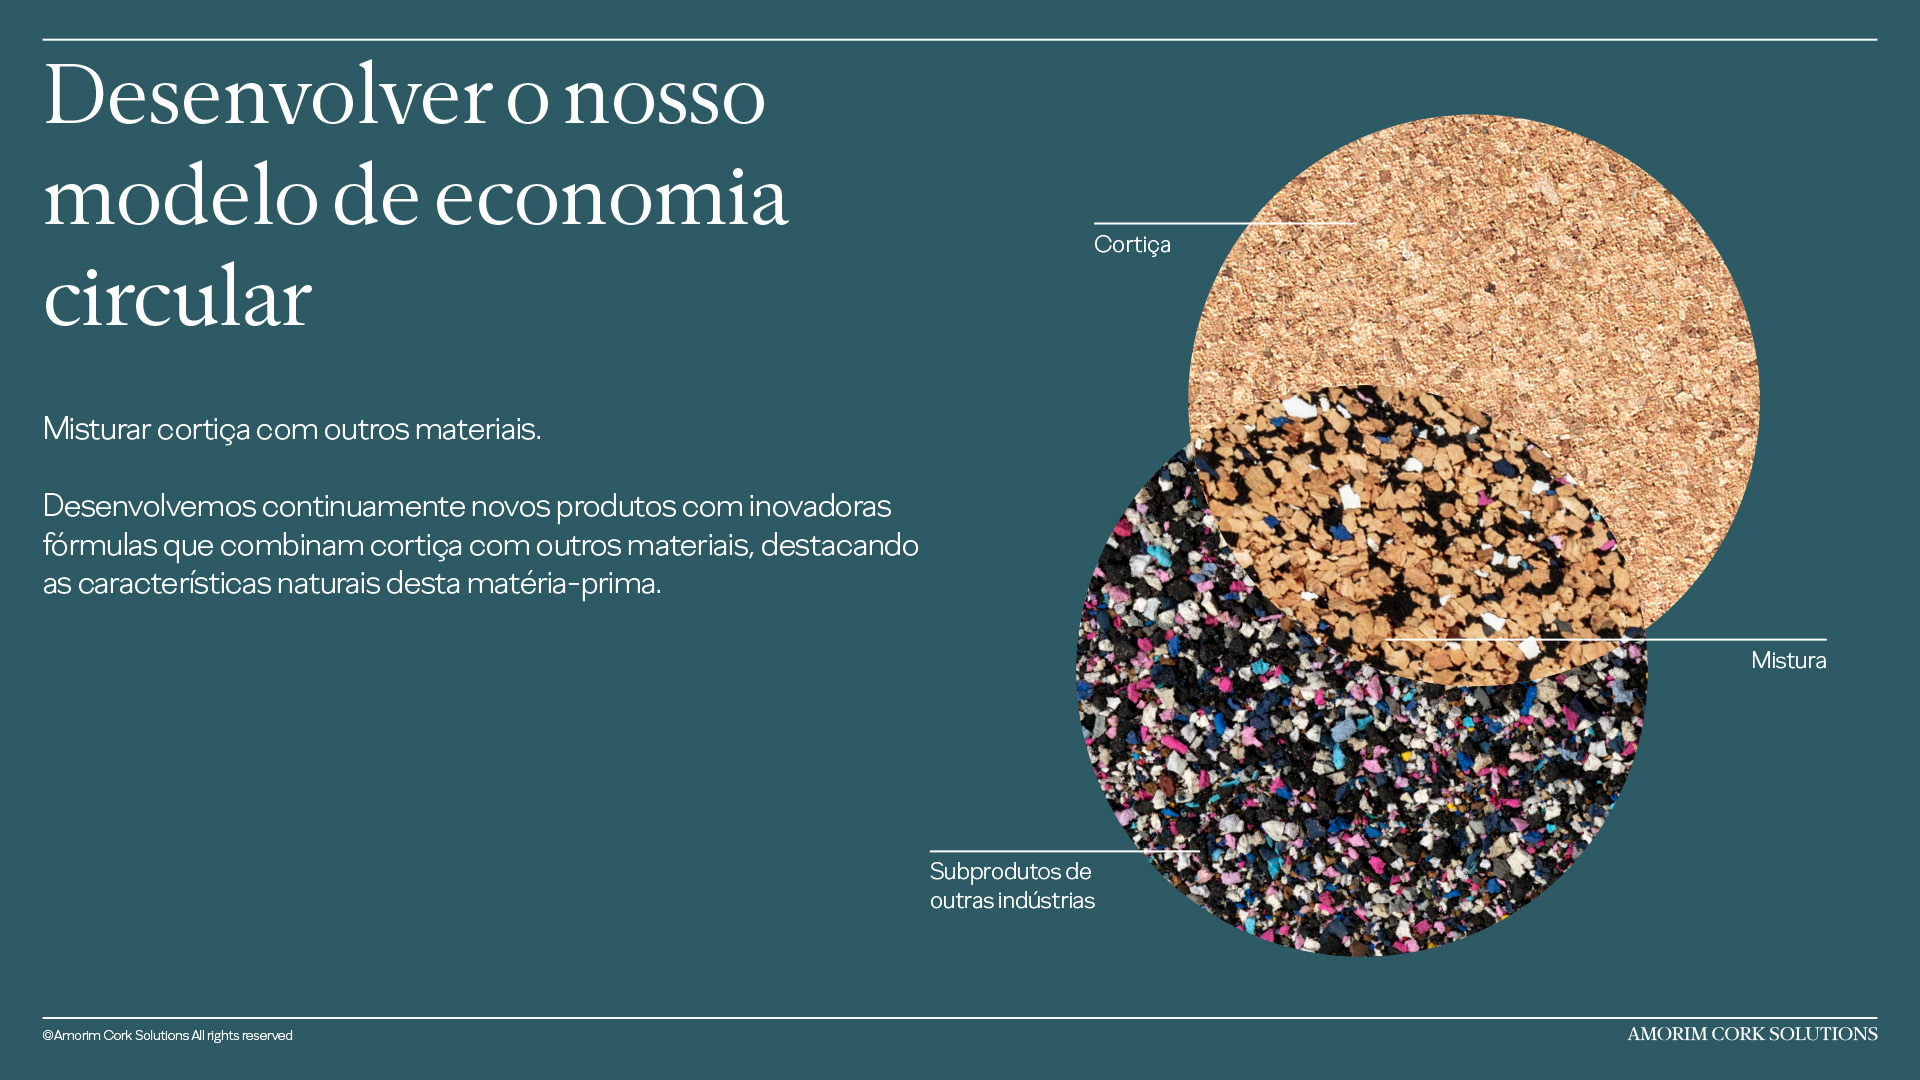 Desenvolver o nosso
modelo de economia
circular
Misturar cortiça com outros materiais.
Desenvolvemos continuamente novos produtos com inovadoras
fórmulas que combinam cortiça com outros materiais, destacando
as características naturais desta matéria-prima.
Cortiça
Mistura
Subprodutos de
outras indústrias
©Amorim Cork Solutions All rights reserved
AMORIM CORK SOLUTIONS